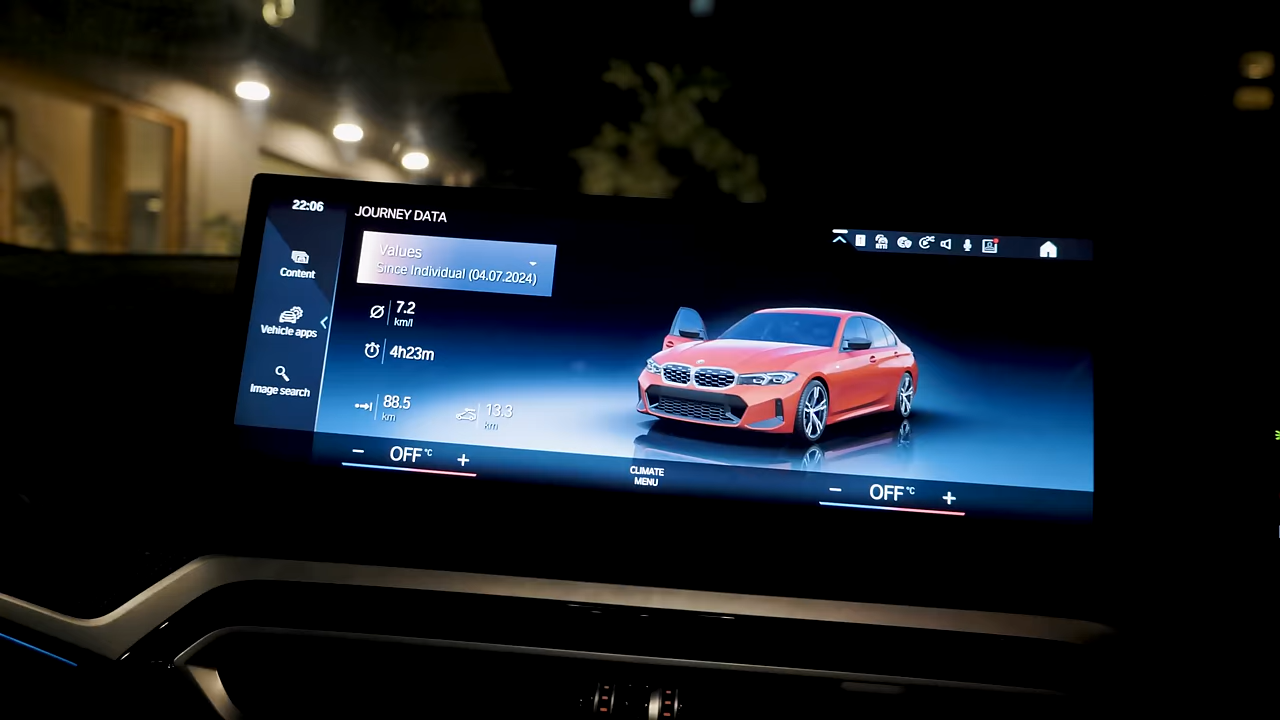 22:06
JOURNEY DATA
Values
Since Individual (04.07.2024)
Content
Vehicle apps
Image search
7.2
km/l
4h23m
88.5
km
13.3
km
- OFF °C +
CLIMATE
MENU
- OFF °C +